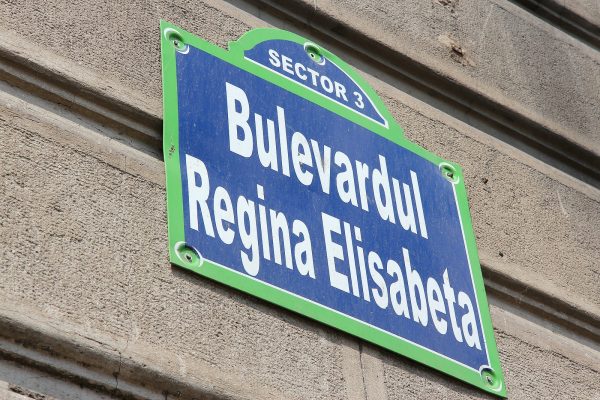 SECTOR 3
Bulevardul
Regina Elisabeta